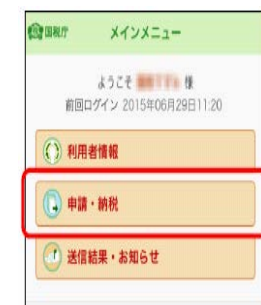 国税庁 メインメニュー
ようこそ 様
前回ログイン 2015年06月29日11:20
利用者情報
申請・納税
送信結果・お知らせ